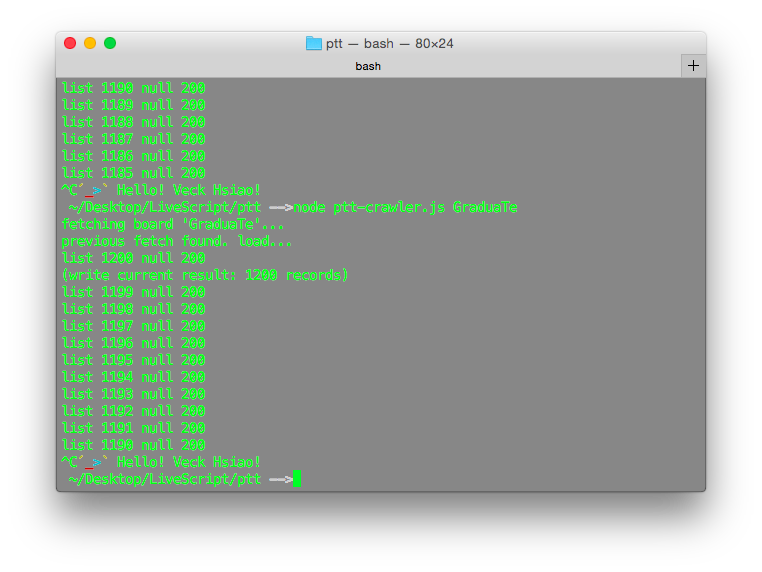 ptt — bash — 80×24
bash
list 1190 null 200
list 1189 null 200
list 1188 null 200
list 1187 null 200
list 1186 null 200
list 1185 null 200
^C´_>` Hello! Veck Hsiao!
~/Desktop/LiveScript/ptt -->node ptt-crawler.js GraduaTe
fetching board 'GraduaTe'...
previous fetch found. load...
list 1200 null 200
(write current result: 1200 records)
list 1199 null 200
list 1198 null 200
list 1197 null 200
list 1196 null 200
list 1195 null 200
list 1194 null 200
list 1193 null 200
list 1192 null 200
list 1191 null 200
list 1190 null 200
^C´_>` Hello! Veck Hsiao!
~/Desktop/LiveScript/ptt -->